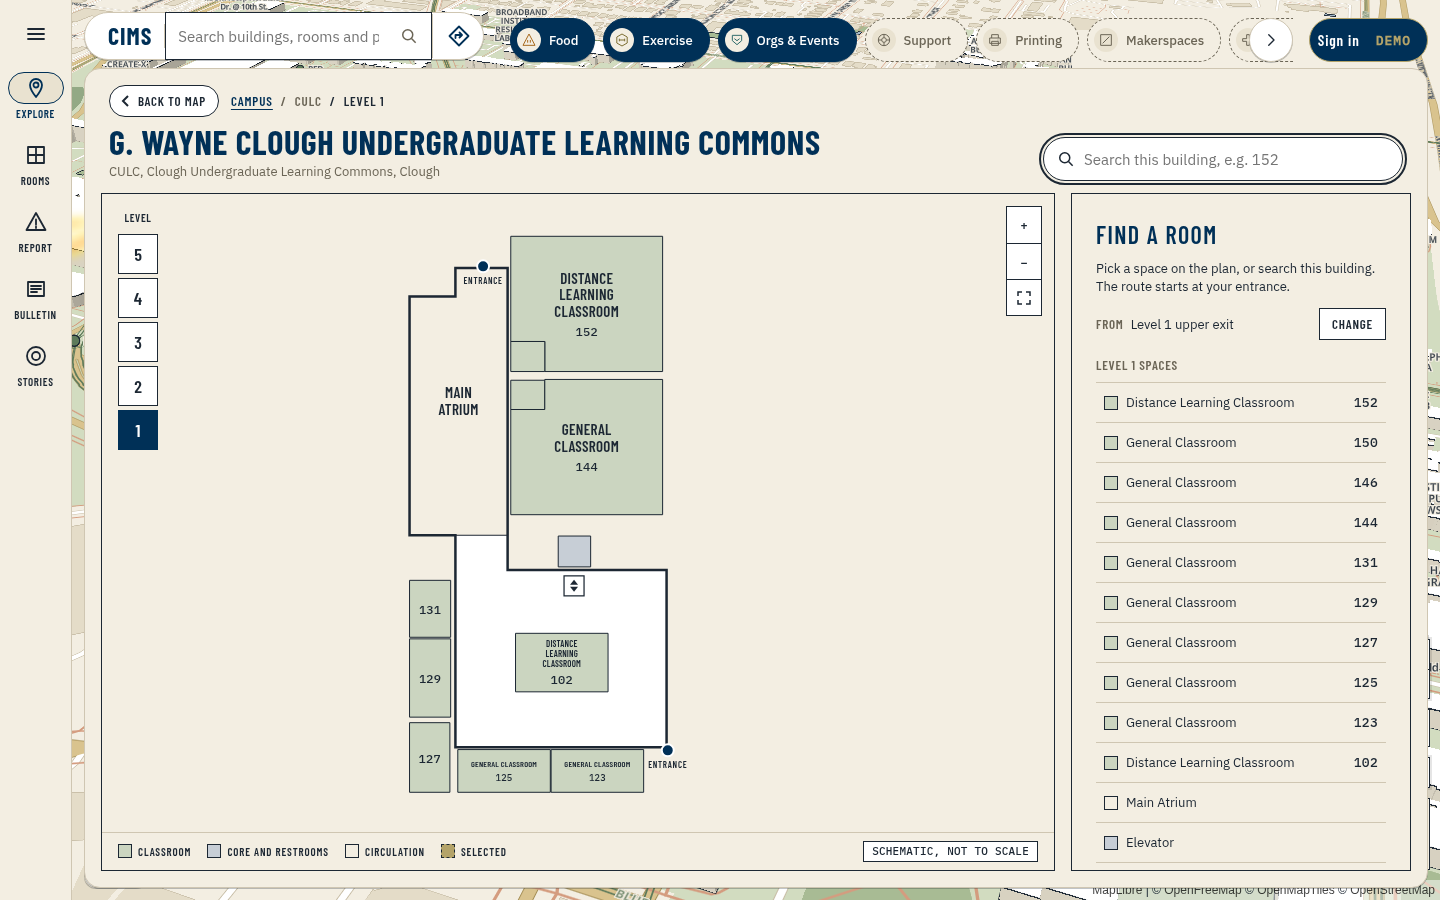 Dr. @ 10th St.
BROADBAND
CIMS
Search buildings, rooms and p
Food
Exercise
Orgs & Events
Support
Printing
Makerspaces
Sign in DEMO
CREATE-X
EXPLORE
ROOMS
REPORT
BULLETIN
STORIES
BACK TO MAP
CAMPUS / CULC / LEVEL 1
G. WAYNE CLOUGH UNDERGRADUATE LEARNING COMMONS
CULC, Clough Undergraduate Learning Commons, Clough
Search this building, e.g. 152
LEVEL
5
4
3
2
1
+
−
ENTRANCE
DISTANCE
LEARNING
CLASSROOM
152
MAIN
ATRIUM
GENERAL
CLASSROOM
144
131
129
127
DISTANCE
LEARNING
CLASSROOM
102
GENERAL CLASSROOM
125
GENERAL CLASSROOM
123
ENTRANCE
CLASSROOM
CORE AND RESTROOMS
CIRCULATION
SELECTED
SCHEMATIC, NOT TO SCALE
FIND A ROOM
Pick a space on the plan, or search this building.
The route starts at your entrance.
FROM Level 1 upper exit
CHANGE
LEVEL 1 SPACES
Distance Learning Classroom 152
General Classroom 150
General Classroom 146
General Classroom 144
General Classroom 131
General Classroom 129
General Classroom 127
General Classroom 125
General Classroom 123
Distance Learning Classroom 102
Main Atrium
Elevator
MapLibre | © OpenFreeMap © OpenMapTiles © OpenStreetMap